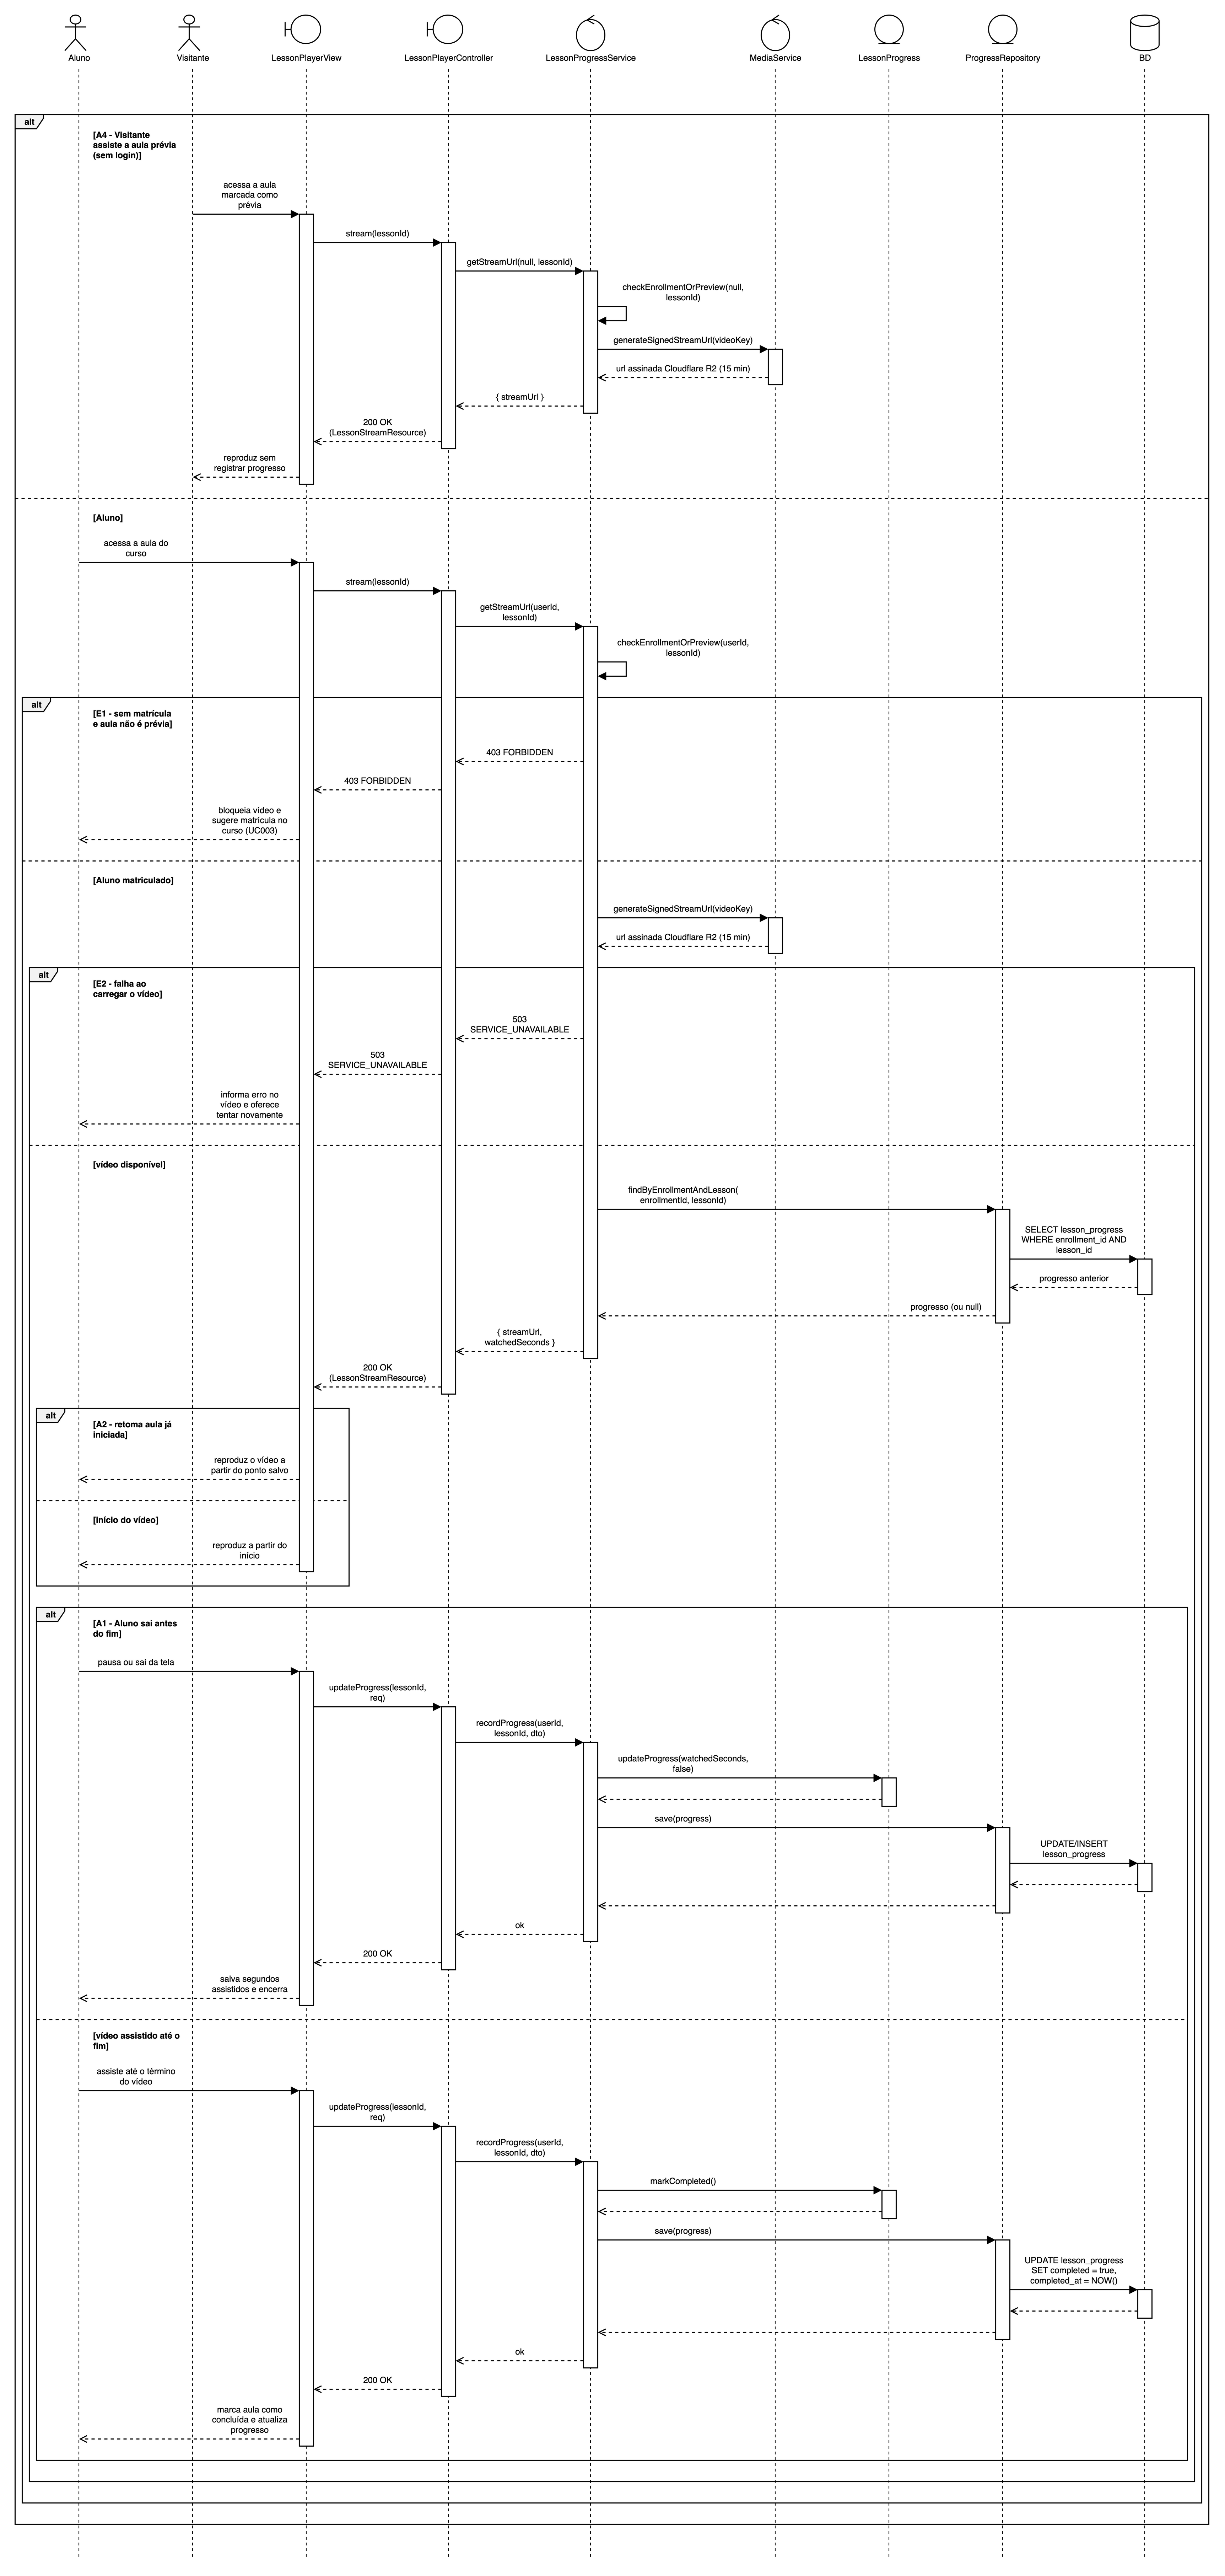 Aluno
Visitante
LessonPlayerView
LessonPlayerController
LessonProgressService
MediaService
LessonProgress
ProgressRepository
BD
alt
[A4 - Visitante
assiste a aula prévia
(sem login)]
acessa a aula
marcada como
prévia
stream(lessonId)
getStreamUrl(null, lessonId)
checkEnrollmentOrPreview(null,
lessonId)
generateSignedStreamUrl(videoKey)
url assinada Cloudflare R2 (15 min)
{ streamUrl }
200 OK
(LessonStreamResource)
reproduz sem
registrar progresso
[Aluno]
acessa a aula do
curso
stream(lessonId)
getStreamUrl(userId,
lessonId)
checkEnrollmentOrPreview(userId,
lessonId)
alt
[E1 - sem matrícula
e aula não é prévia]
403 FORBIDDEN
403 FORBIDDEN
bloqueia vídeo e
sugere matrícula no
curso (UC003)
[Aluno matriculado]
generateSignedStreamUrl(videoKey)
url assinada Cloudflare R2 (15 min)
alt
[E2 - falha ao
carregar o vídeo]
503
SERVICE_UNAVAILABLE
503
SERVICE_UNAVAILABLE
informa erro no
vídeo e oferece
tentar novamente
[vídeo disponível]
findByEnrollmentAndLesson(
enrollmentId, lessonId)
SELECT lesson_progress
WHERE enrollment_id AND
lesson_id
progresso anterior
progresso (ou null)
{ streamUrl,
watchedSeconds }
200 OK
(LessonStreamResource)
alt
[A2 - retoma aula já
iniciada]
reproduz o vídeo a
partir do ponto salvo
[início do vídeo]
reproduz a partir do
início
alt
[A1 - Aluno sai antes
do fim]
pausa ou sai da tela
updateProgress(lessonId,
req)
recordProgress(userId,
lessonId, dto)
updateProgress(watchedSeconds,
false)
save(progress)
UPDATE/INSERT
lesson_progress
ok
200 OK
salva segundos
assistidos e encerra
[vídeo assistido até o
fim]
assiste até o término
do vídeo
updateProgress(lessonId,
req)
recordProgress(userId,
lessonId, dto)
markCompleted()
save(progress)
UPDATE lesson_progress
SET completed = true,
completed_at = NOW()
ok
200 OK
marca aula como
concluída e atualiza
progresso